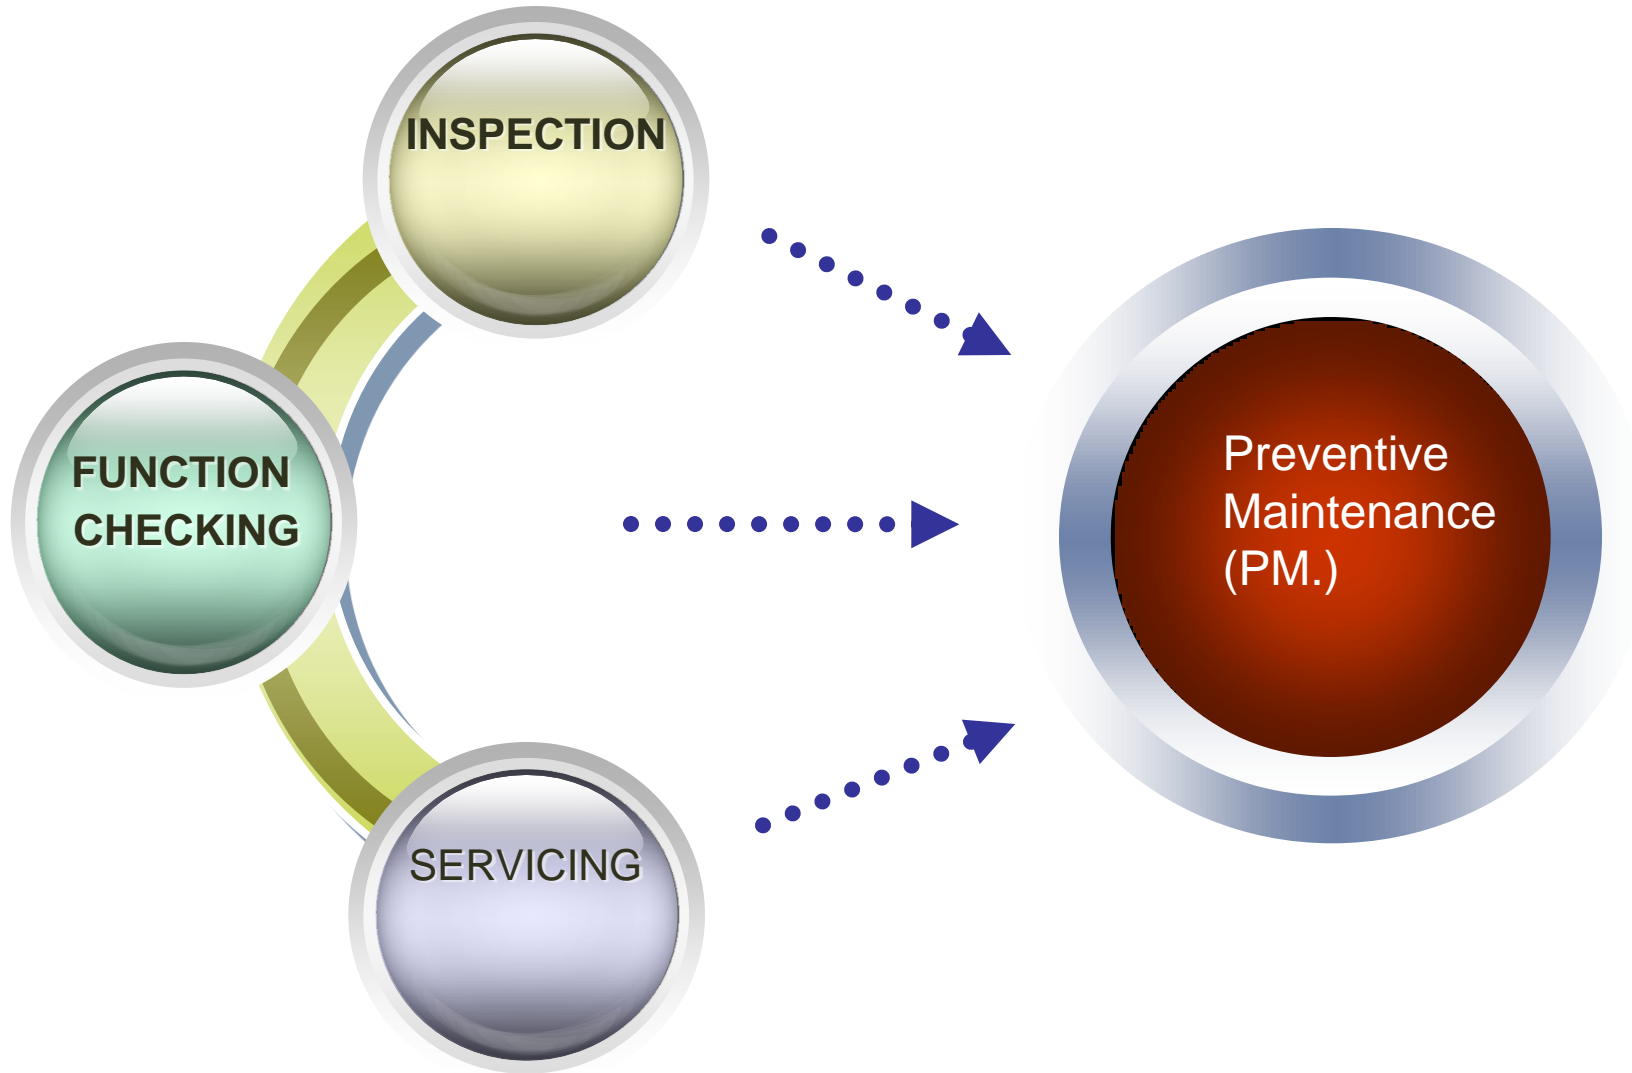 INSPECTION
FUNCTION
CHECKING
SERVICING
Preventive
Maintenance
(PM.)